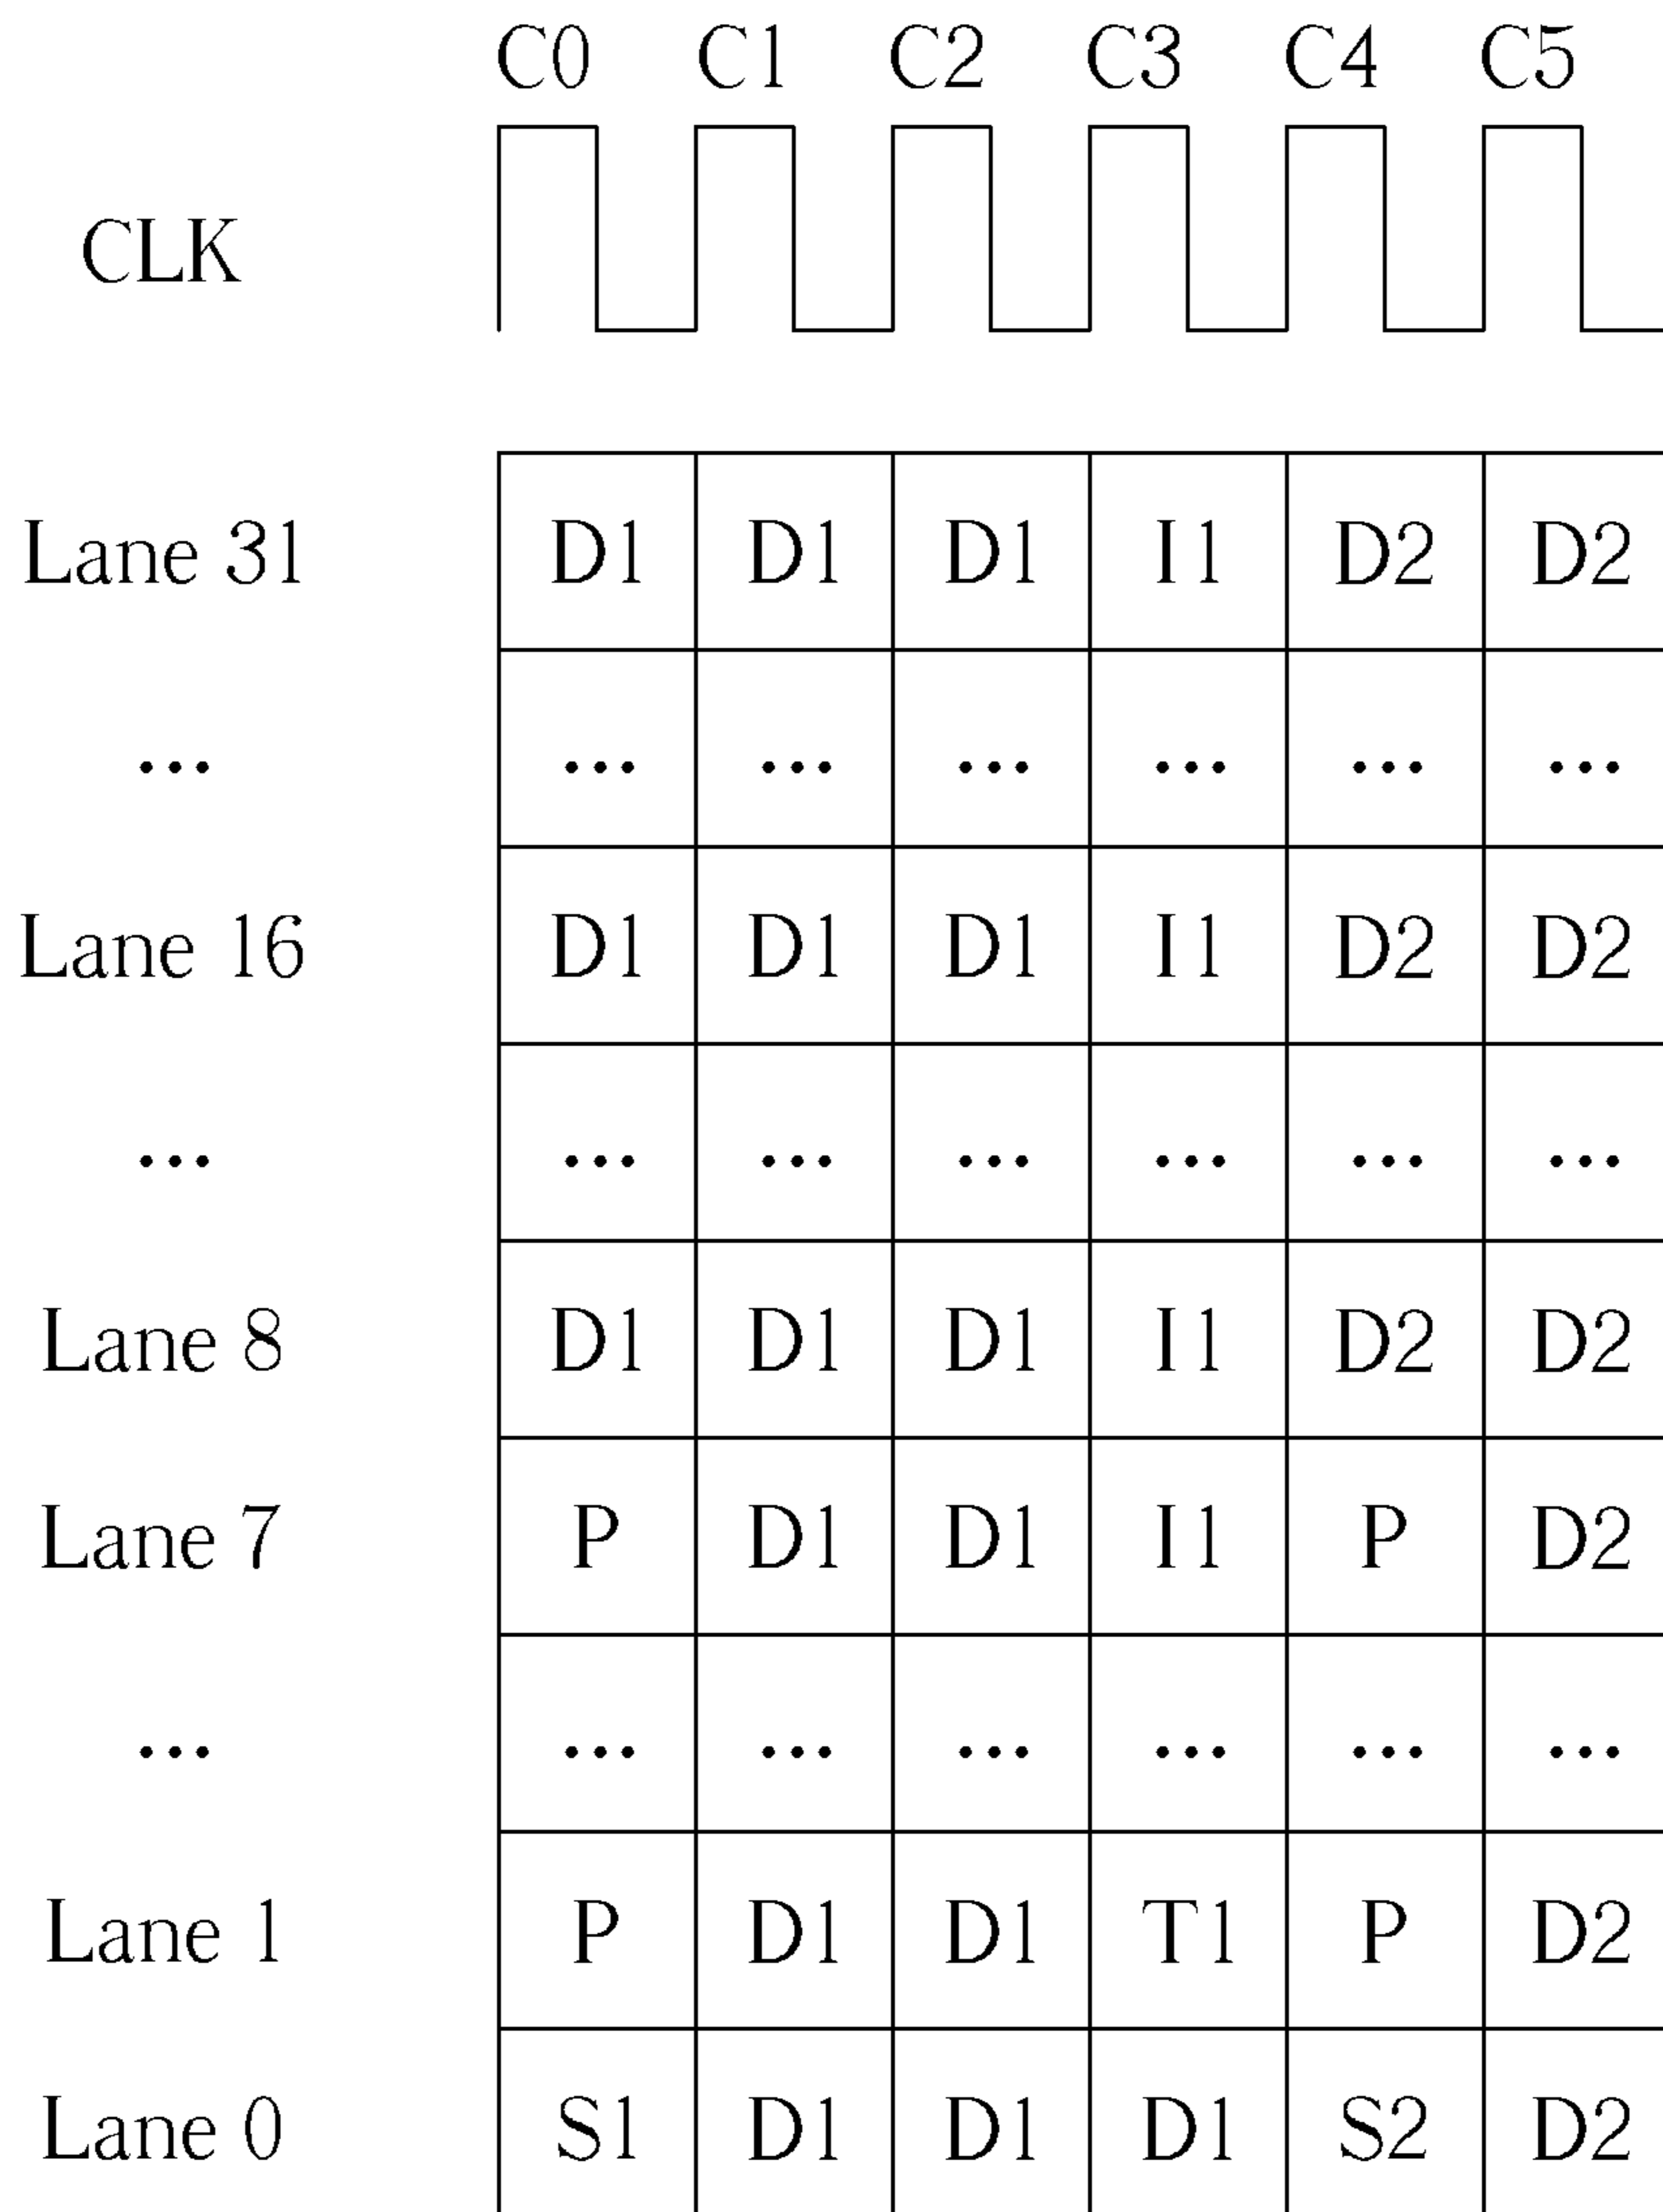 C0 C1 C2 C3 C4 C5
CLK
Lane 31 D1 D1 D1 I1 D2 D2
... ... ... ... ... ... ...
Lane 16 D1 D1 D1 I1 D2 D2
... ... ... ... ... ... ...
Lane 8 D1 D1 D1 I1 D2 D2
Lane 7 P D1 D1 I1 P D2
... ... ... ... ... ... ...
Lane 1 P D1 D1 T1 P D2
Lane 0 S1 D1 D1 D1 S2 D2